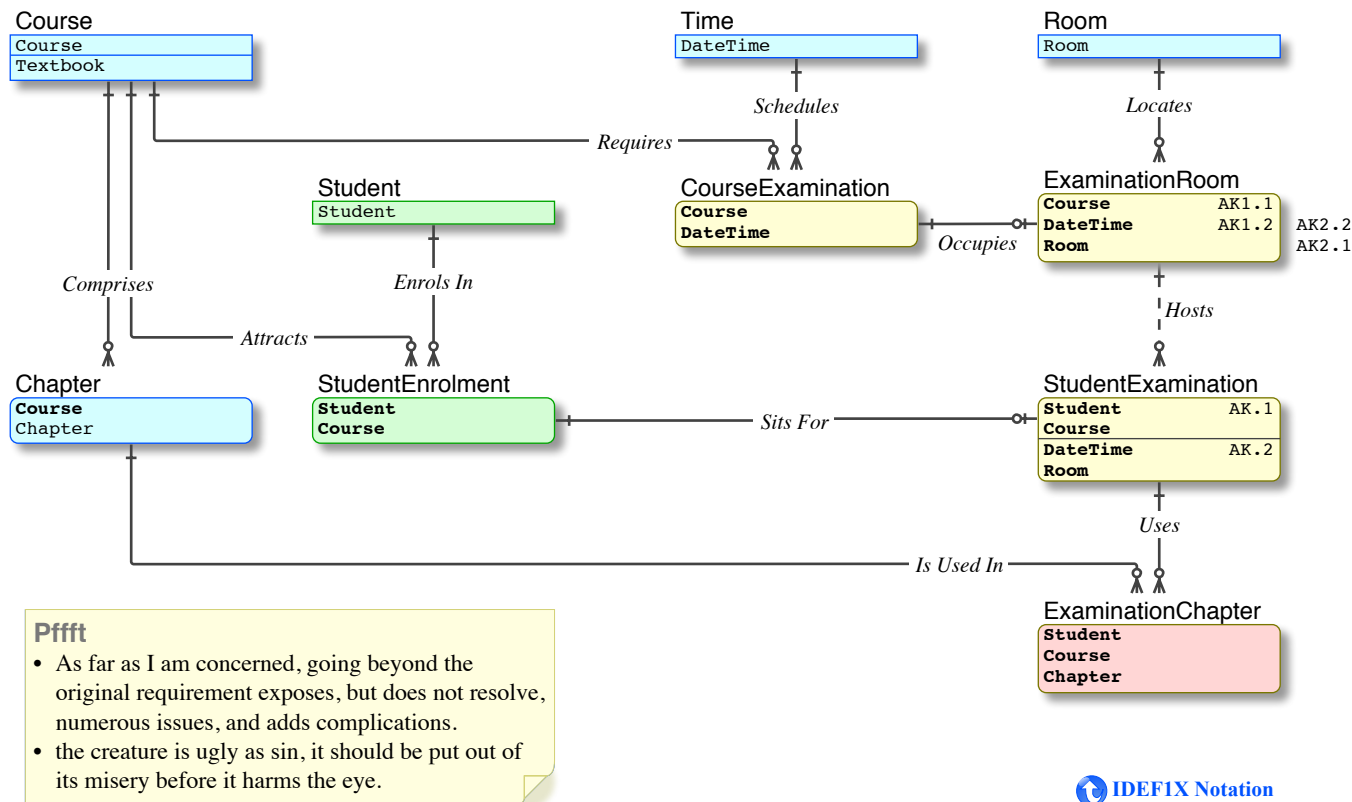 Course
Course
Textbook
Time
DateTime
Room
Room
Schedules
Locates
Requires
Student
Student
CourseExamination
Course
DateTime
ExaminationRoom
Course AK1.1
DateTime AK1.2 AK2.2
Room AK2.1
Occupies
Comprises
Enrols In
Hosts
Attracts
Chapter
Course
Chapter
StudentEnrolment
Student
Course
Sits For
StudentExamination
Student AK.1
Course
DateTime AK.2
Room
Uses
Is Used In
ExaminationChapter
Student
Course
Chapter
Pffft
• As far as I am concerned, going beyond the
original requirement exposes, but does not resolve,
numerous issues, and adds complications.
• the creature is ugly as sin, it should be put out of
its misery before it harms the eye.
IDEF1X Notation